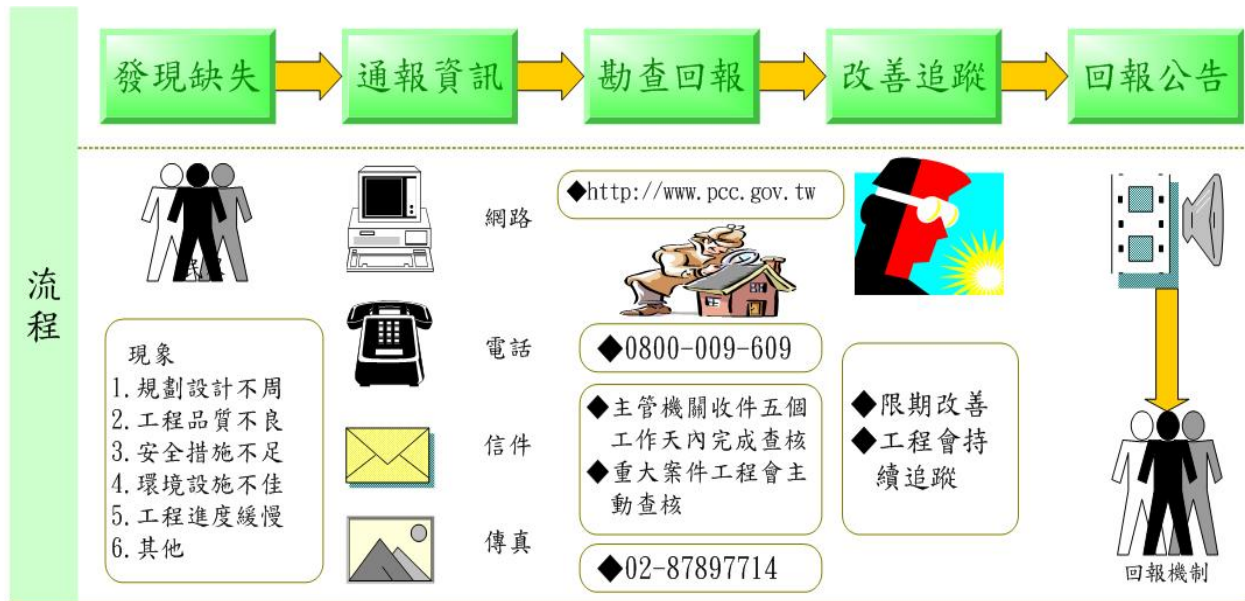 流程
發現缺失
通報資訊
勘查回報
改善追蹤
回報公告
現象
1. 規劃設計不周
2. 工程品質不良
3. 安全措施不足
4. 環境設施不佳
5. 工程進度緩慢
6. 其他
網路
電話
信件
傳真
◆http://www.pcc.gov.tw
◆0800-009-609
◆主管機關收件五個
工作天內完成查核
◆重大案件工程會主
動查核
◆02-87897714
◆限期改善
◆工程會持
續追蹤
回報機制